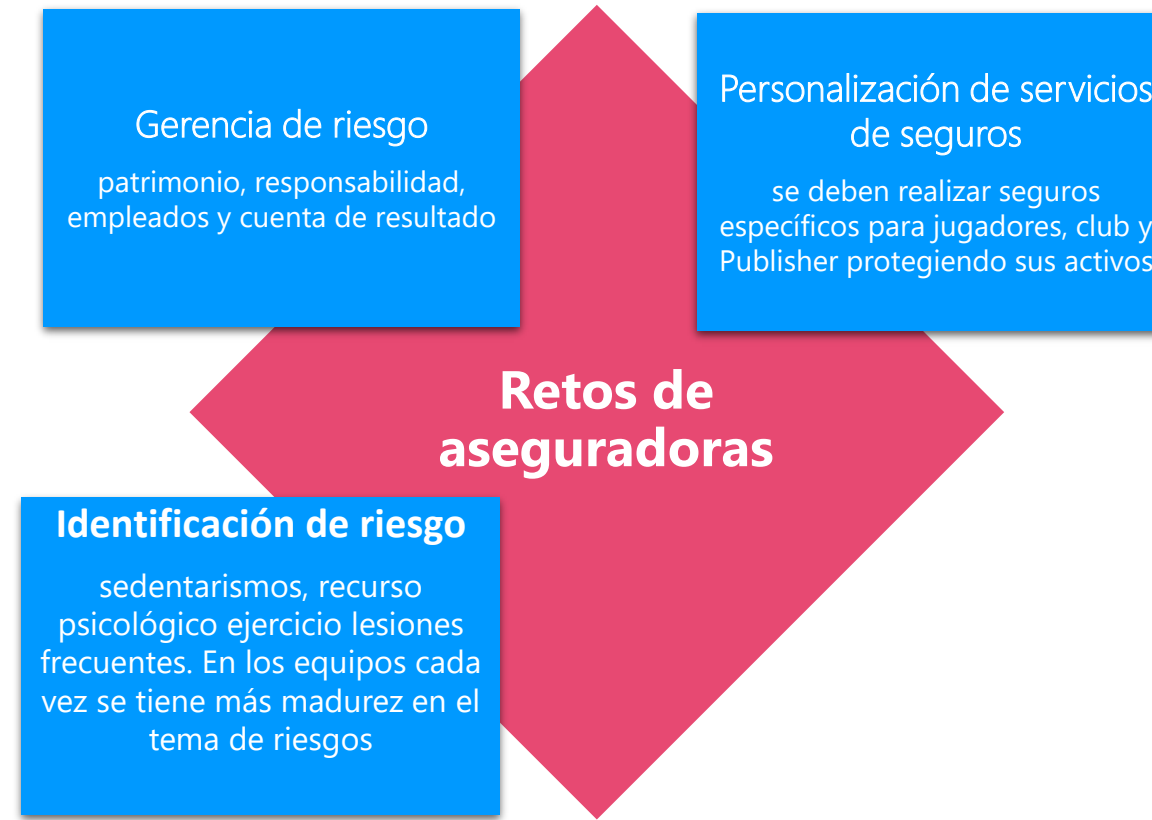 Gerencia de riesgo
patrimonio, responsabilidad,
empleados y cuenta de resultado
Personalización de servicios
de seguros
se deben realizar seguros
específicos para jugadores, club y
Publisher protegiendo sus activos
Retos de
aseguradoras
Identificación de riesgo
sedentarismos, recurso
psicológico ejercicio lesiones
frecuentes. En los equipos cada
vez se tiene más madurez en el
tema de riesgos